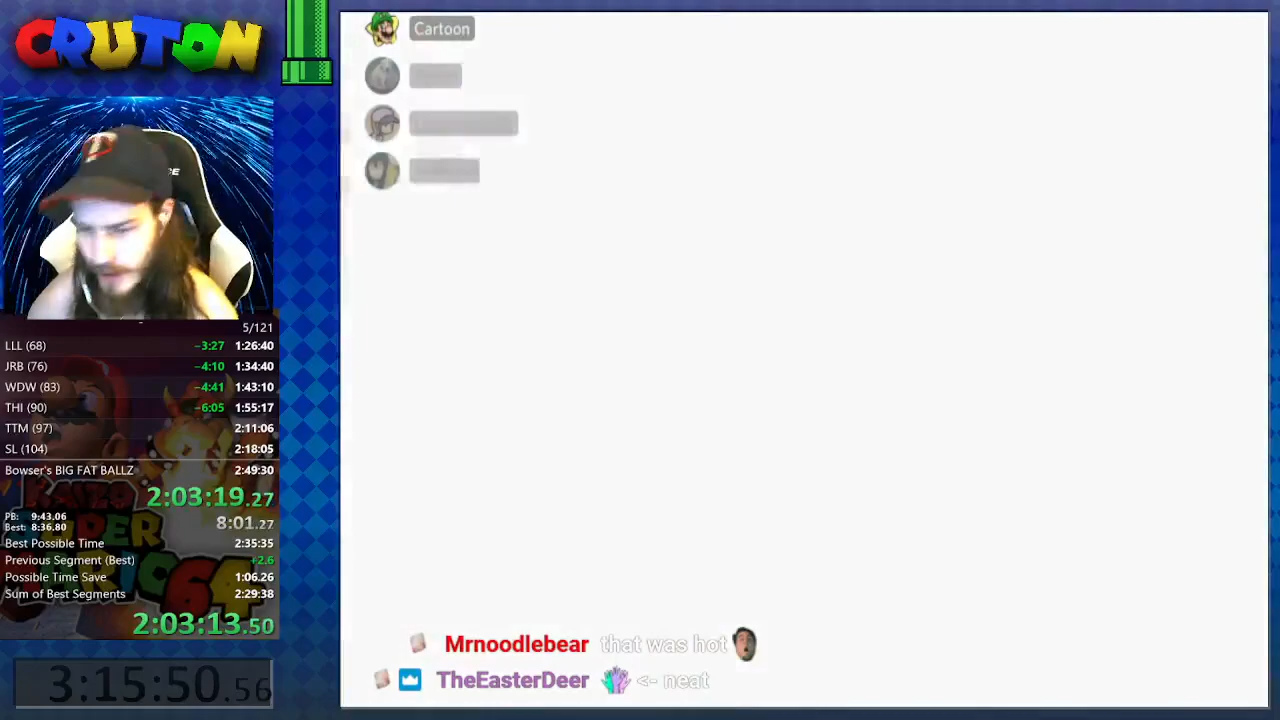 CRUTON
Cartoon
5/121
LLL (68) -3:27 1:26:40
JRB (76) -4:10 1:34:40
WDW (83) -4:41 1:43:10
THI (90) -6:05 1:55:17
TTM (97) 2:11:06
SL (104) 2:18:05
Bowser's BIG FAT BALLZ 2:49:30
2:03:19.27
PB: 9:43.06
Best: 8:36.80
8:01.27
Best Possible Time 2:35:35
Previous Segment (Best) +2.6
Possible Time Save 1:06.26
Sum of Best Segments 2:29:38
2:03:13.50
3:15:50.56
Mrnoodlebear that was hot
TheEasterDeer <- neat